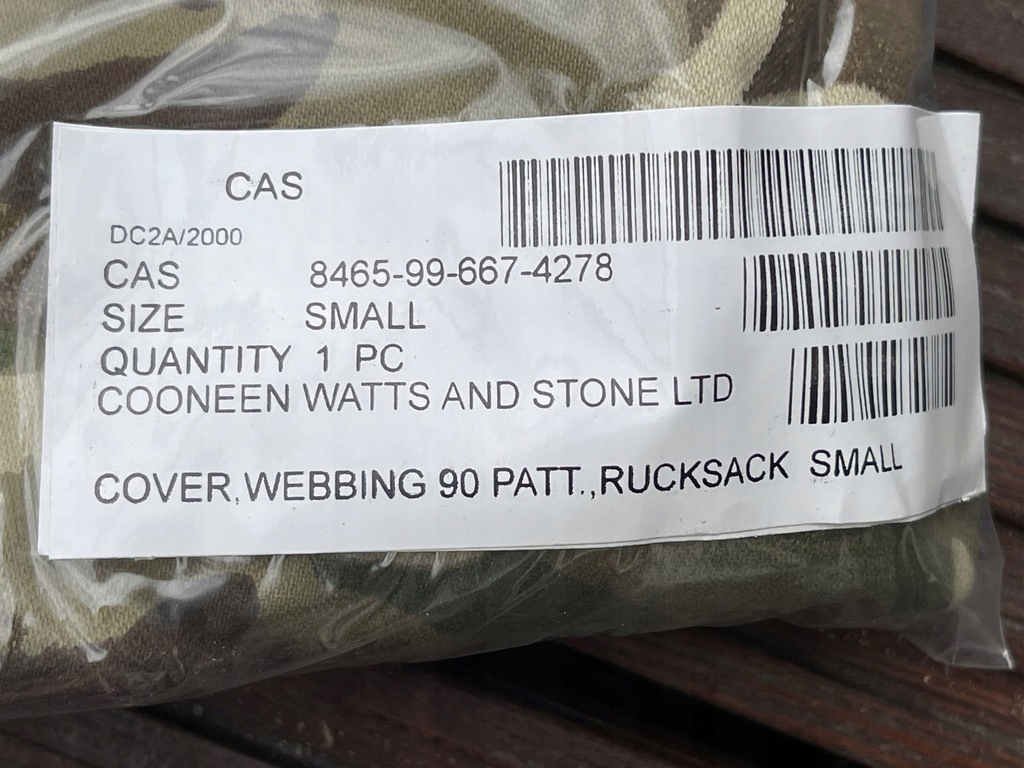 CAS
DC2A/2000
CAS 8465-99-667-4278
SIZE SMALL
QUANTITY 1 PC
COONEEN WATTS AND STONE LTD
COVER,WEBBING 90 PATT.,RUCKSACK SMALL